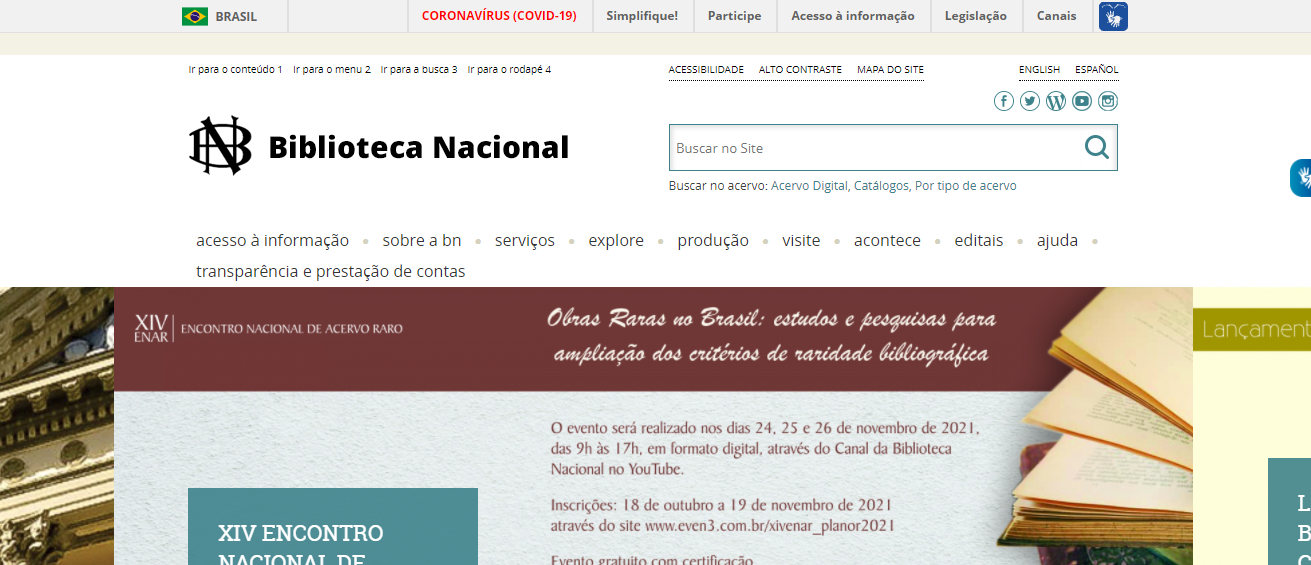 BRASIL CORONAVÍRUS (COVID-19) Simplifique! Participe Acesso à informação Legislação Canais
Ir para o conteúdo 1 Ir para o menu 2 Ir para a busca 3 Ir para o rodapé 4 ACESSIBILIDADE ALTO CONTRASTE MAPA DO SITE ENGLISH ESPAÑOL
Biblioteca Nacional
Buscar no Site
Buscar no acervo: Acervo Digital, Catálogos, Por tipo de acervo
acesso à informação sobre a bn serviços explore produção visite acontece editais ajuda
transparência e prestação de contas
XIV
ENAR
ENCONTRO NACIONAL DE ACERVO RARO
Obras Raras no Brasil: estudos e pesquisas para
ampliação dos critérios de raridade bibliográfica
O evento será realizado nos dias 24, 25 e 26 de novembro de 2021,
das 9h às 17h, em formato digital, através do Canal da Biblioteca
Nacional no YouTube.
Inscrições: 18 de outubro a 19 de novembro de 2021
através do site www.even3.com.br/xivenar_planor2021
Evento gratuito com certificação
XIV ENCONTRO
NACIONAL DE
Lançament
L
B
C